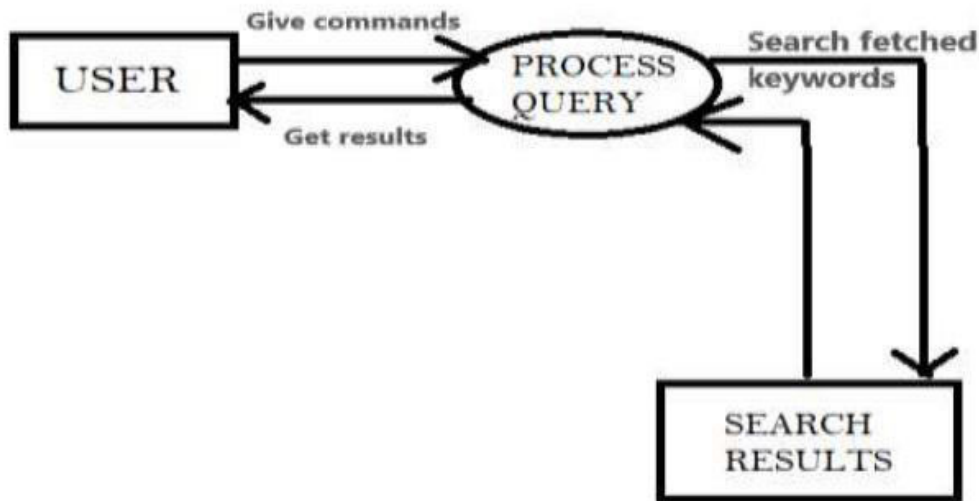 Give commands
USER
PROCESS
QUERY
Search fetched
keywords
Get results
SEARCH
RESULTS